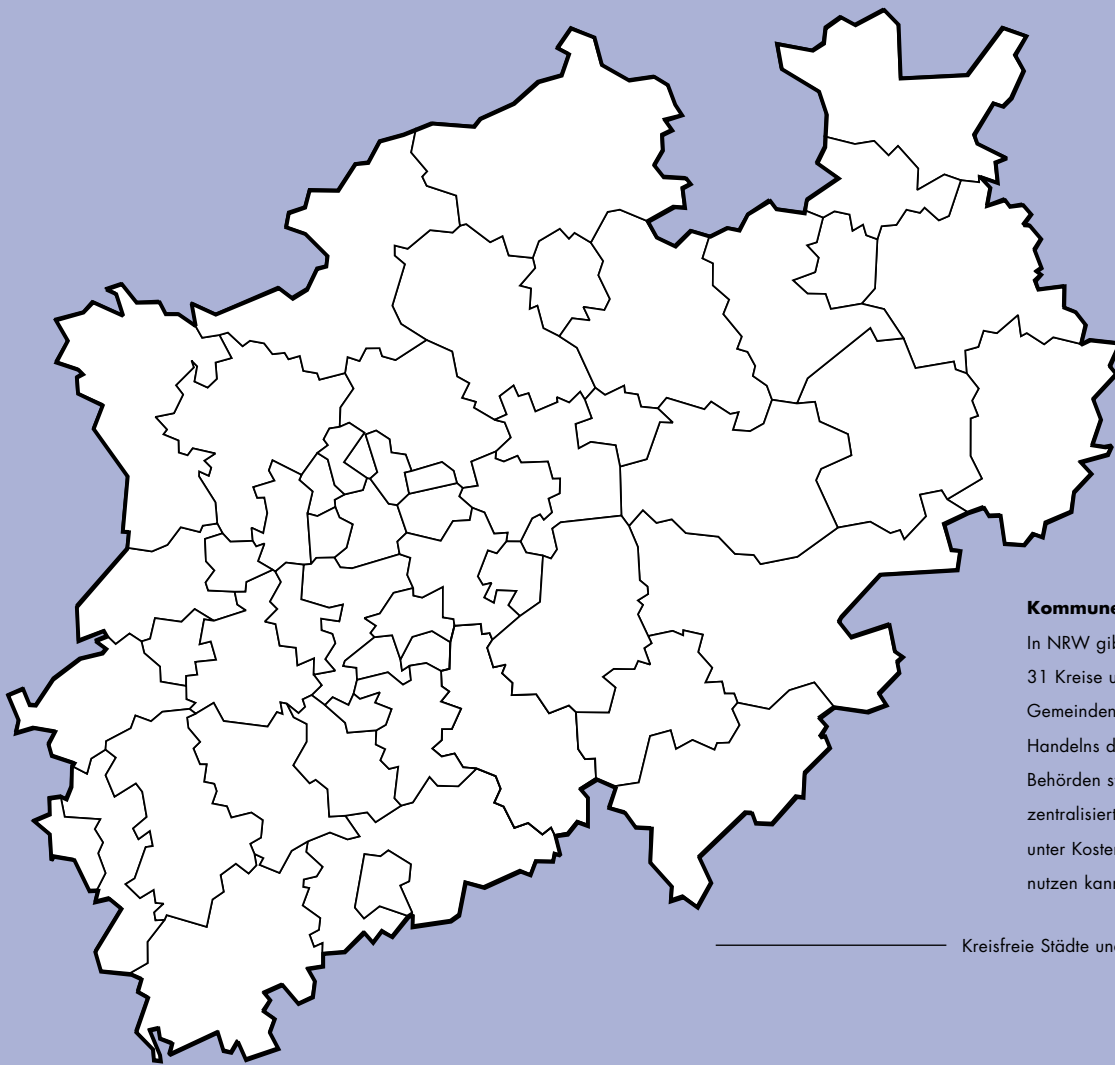 Kommune
In NRW gib
31 Kreise u
Gemeinden
Handelns d
Behörden s
zentralisiert
unter Koster
nutzen kann
Kreisfreie Städte und